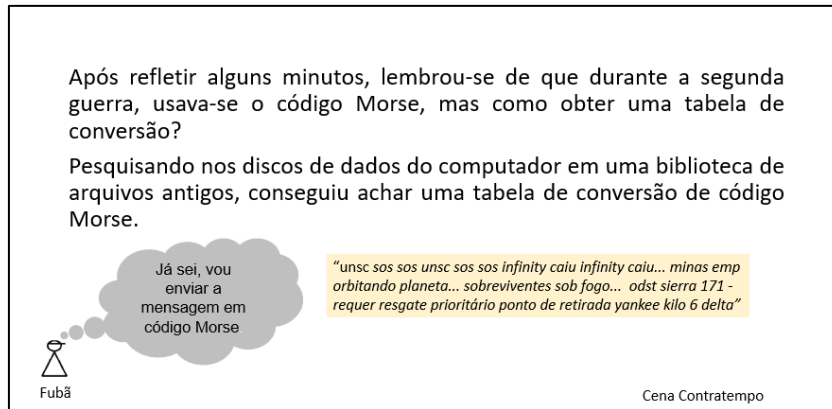 Após refletir alguns minutos, lembrou-se de que durante a segunda
guerra, usava-se o código Morse, mas como obter uma tabela de
conversão?
Pesquisando nos discos de dados do computador em uma biblioteca de
arquivos antigos, conseguiu achar uma tabela de conversão de código
Morse.
Já sei, vou
enviar a
mensagem em
código Morse
“unsc sos sos unsc sos sos infinity caiu infinity caiu... minas emp
orbitando planeta... sobreviventes sob fogo... odst sierra 171 -
requer resgate prioritário ponto de retirada yankee kilo 6 delta”
Fubã
Cena Contratempo